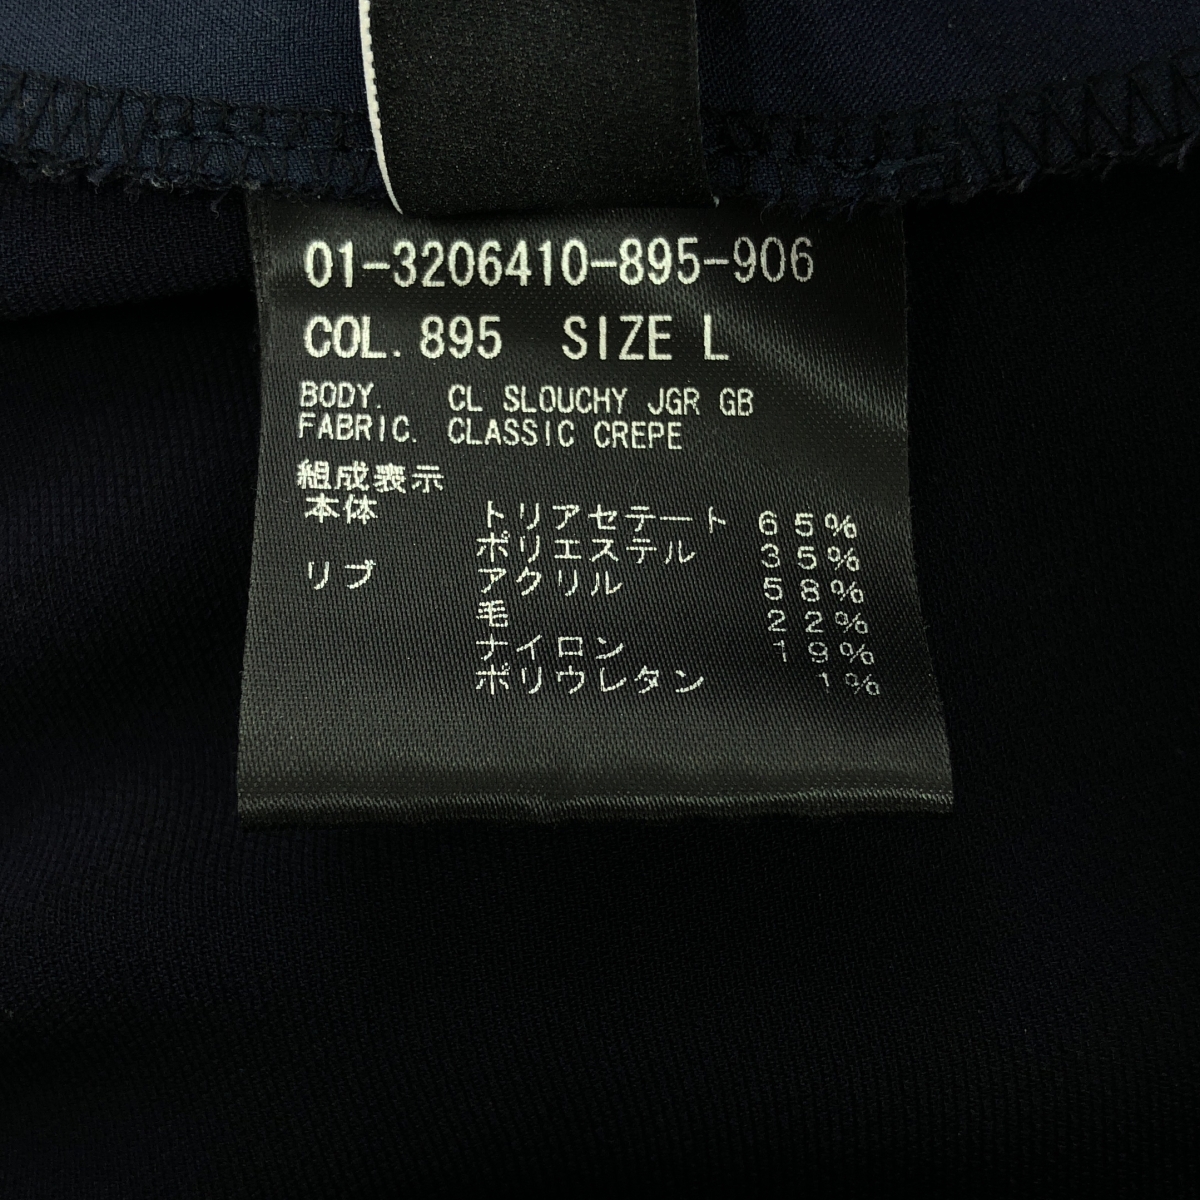 01-3206410-895-906
COL. 895 SIZE L
BODY. CL SLOUCHY JGR GB
FABRIC. CLASSIC CREPE
組成表示
本体 トリアセテート 65%
ポリエステル 35%
リブ アクリル 58%
毛 22%
ナイロン 19%
ポリウレタン 1%